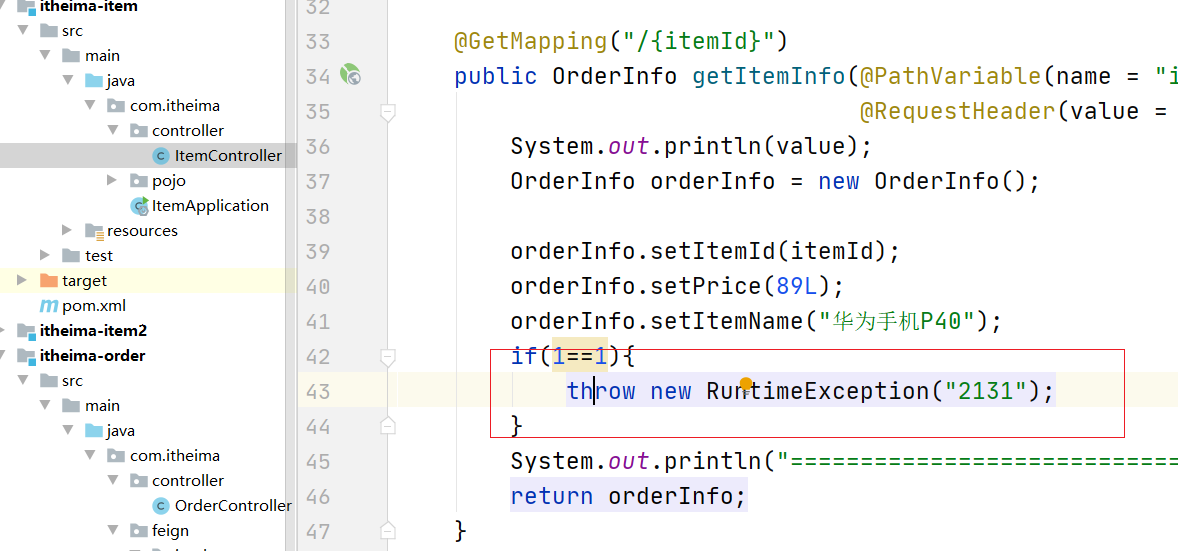 itheima-item
src
main
java
com.itheima
controller
ItemController
pojo
ItemApplication
resources
test
target
pom.xml
itheima-item2
itheima-order
src
main
java
com.itheima
controller
OrderController
feign
32
33 @GetMapping("/{itemId}")
34 public OrderInfo getItemInfo(@PathVariable(name = "i
35 @RequestHeader(value =
36 System.out.println(value);
37 OrderInfo orderInfo = new OrderInfo();
38
39 orderInfo.setItemId(itemId);
40 orderInfo.setPrice(89L);
41 orderInfo.setItemName("华为手机P40");
42 if(1==1){
43 throw new RuntimeException("2131");
44 }
45 System.out.println("============================
46 return orderInfo;
47 }